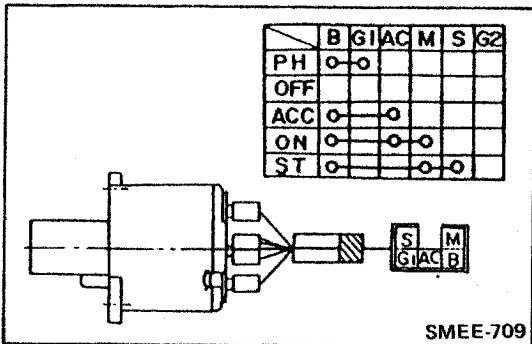 B G1 AC M S G2
PH
OFF
ACC
ON
ST
S M
G1 AC B
SMEE-709